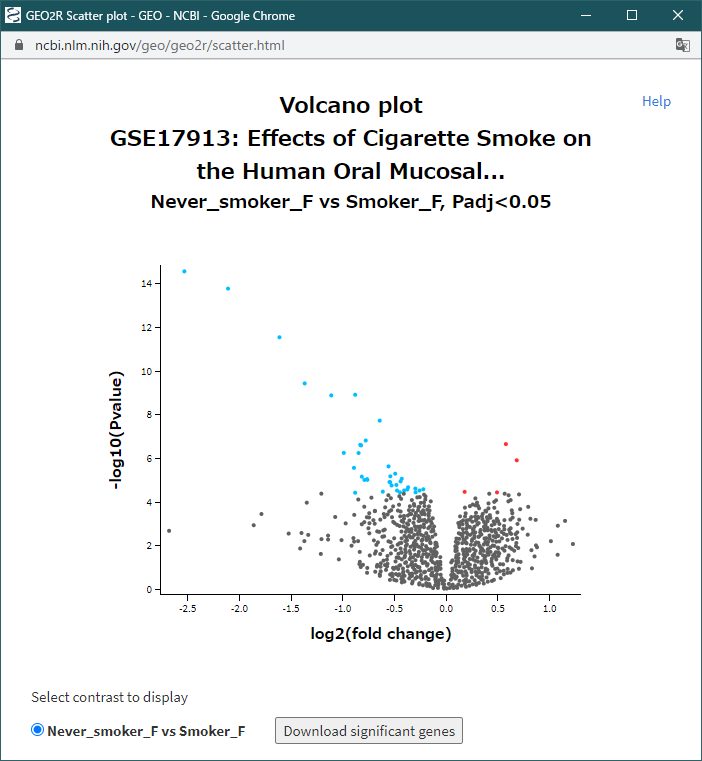 GEO2R Scatter plot - GEO - NCBI - Google Chrome
ncbi.nlm.nih.gov/geo/geo2r/scatter.html
Help
Volcano plot
GSE17913: Effects of Cigarette Smoke on
the Human Oral Mucosal...
Never_smoker_F vs Smoker_F, Padj<0.05
-log10(Pvalue)
14
12
10
8
6
4
2
0
-2.5 -2.0 -1.5 -1.0 -0.5 0.0 0.5 1.0
log2(fold change)
Select contrast to display
Never_smoker_F vs Smoker_F
Download significant genes